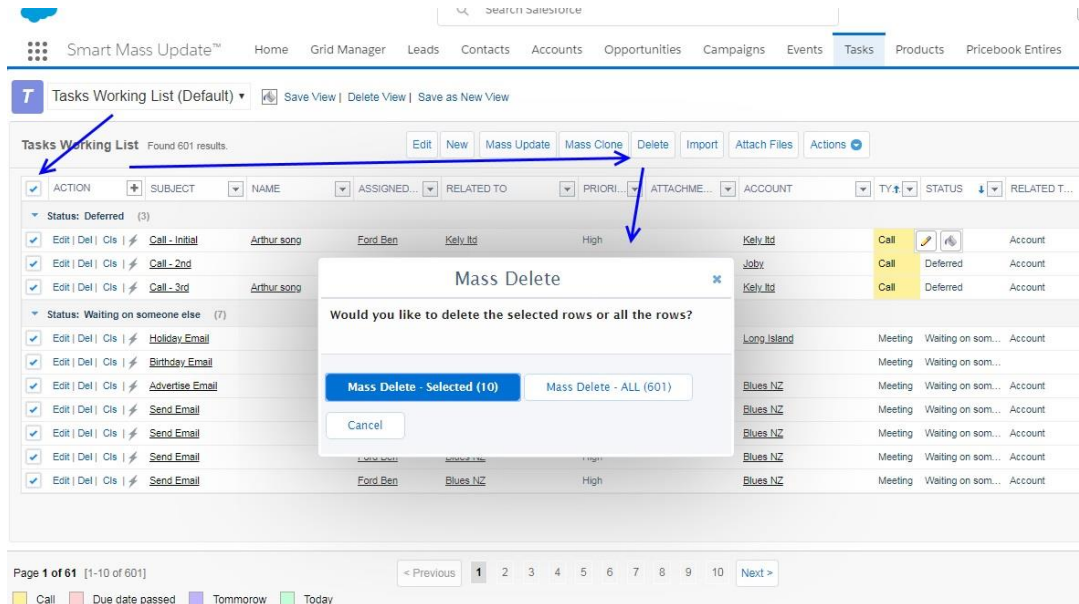 Search Salesforce
Smart Mass Update™ Home Grid Manager Leads Contacts Accounts Opportunities Campaigns Events Tasks Products Pricebook Entires
T Tasks Working List (Default) Save View | Delete View | Save as New View
Tasks Working List Found 601 results. Edit New Mass Update Mass Clone Delete Import Attach Files Actions
ACTION SUBJECT NAME ASSIGNED... RELATED TO PRIORI... ATTACHME... ACCOUNT TY. STATUS RELATED T...
Status: Deferred (3)
Edit | Del | Cls | Call - Initial Arthur song Ford Ben Kely ltd High Kely ltd Call Account
Edit | Del | Cls | Call - 2nd Joby Call Deferred Account
Edit | Del | Cls | Call - 3rd Arthur song Kely ltd Call Deferred Account
Mass Delete
Status: Waiting on someone else (7)
Would you like to delete the selected rows or all the rows?
Edit | Del | Cls | Holiday Email Long Island Meeting Waiting on som... Account
Edit | Del | Cls | Birthday Email Meeting Waiting on som...
Edit | Del | Cls | Advertise Email Blues NZ Meeting Waiting on som... Account
Mass Delete - Selected (10) Mass Delete - ALL (601)
Edit | Del | Cls | Send Email Blues NZ Meeting Waiting on som... Account
Edit | Del | Cls | Send Email Blues NZ Meeting Waiting on som... Account
Cancel
Edit | Del | Cls | Send Email Blues NZ Meeting Waiting on som... Account
Edit | Del | Cls | Send Email Ford Ben Blues NZ High Blues NZ Meeting Waiting on som... Account
Page 1 of 61 [1-10 of 601] < Previous 1 2 3 4 5 6 7 8 9 10 Next >
Call Due date passed Tommorow Today